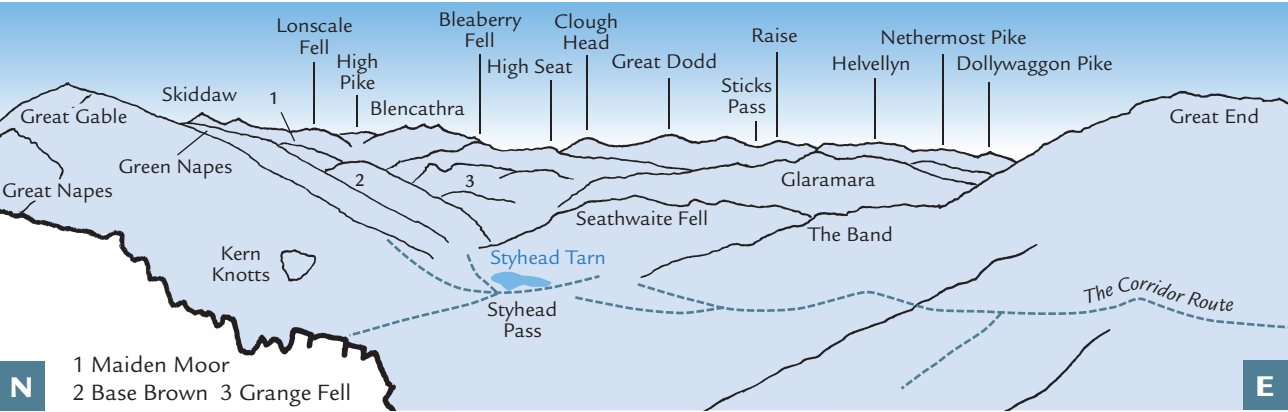 Lonscale
Fell
High
Pike
Bleaberry
Fell
High Seat
Clough
Head
Great Dodd
Sticks
Pass
Raise
Helvellyn
Nethermost Pike
Dollywaggon Pike
Skiddaw
1
Blencathra
Great Gable
Great End
Green Napes
2
3
Glaramara
Great Napes
Seathwaite Fell
The Band
Kern
Knotts
Styhead Tarn
Styhead
Pass
The Corridor Route
1 Maiden Moor
2 Base Brown 3 Grange Fell
N
E